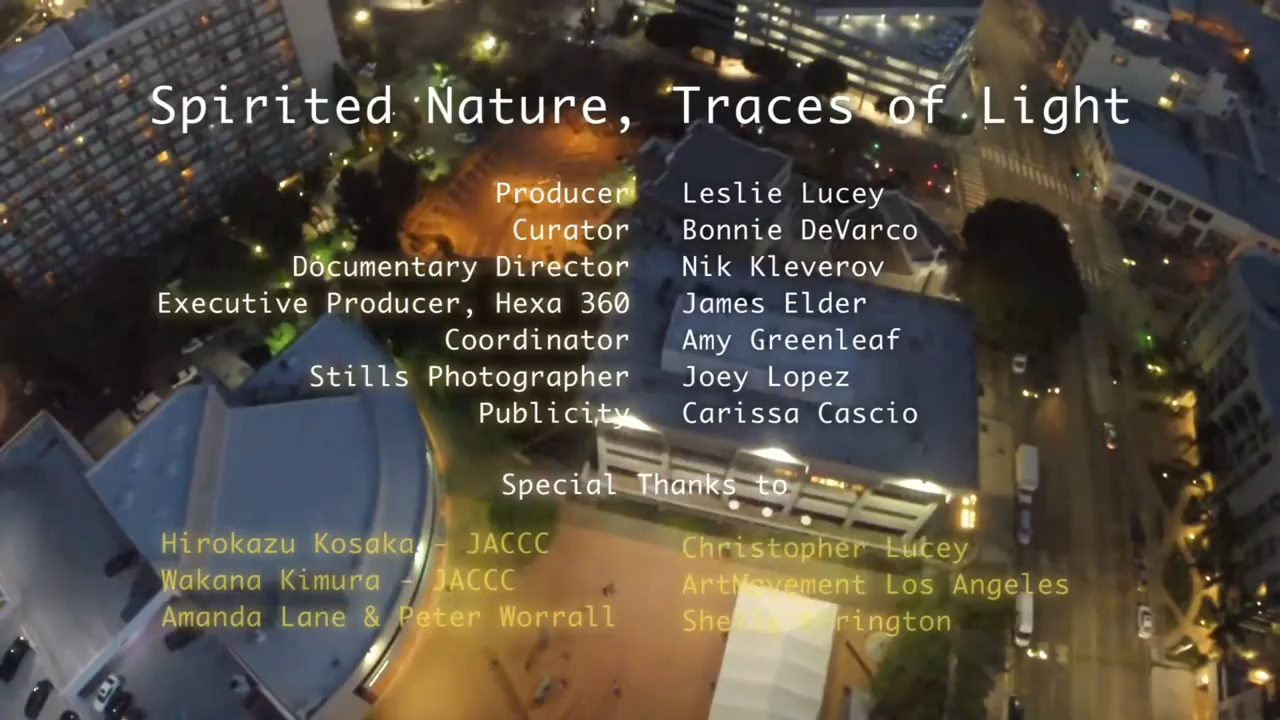 Spirited Nature, Traces of Light
Producer Leslie Lucey
Curator Bonnie DeVarco
Documentary Director Nik Kleverov
Executive Producer, Hexa 360 James Elder
Coordinator Amy Greenleaf
Stills Photographer Joey Lopez
Publicity Carissa Cascio
Special Thanks to
Hirokazu Kosaka - JACCC
Wakana Kimura - JACCC
Amanda Lane & Peter Worrall
Christopher Lucey
ArtMovement Los Angeles